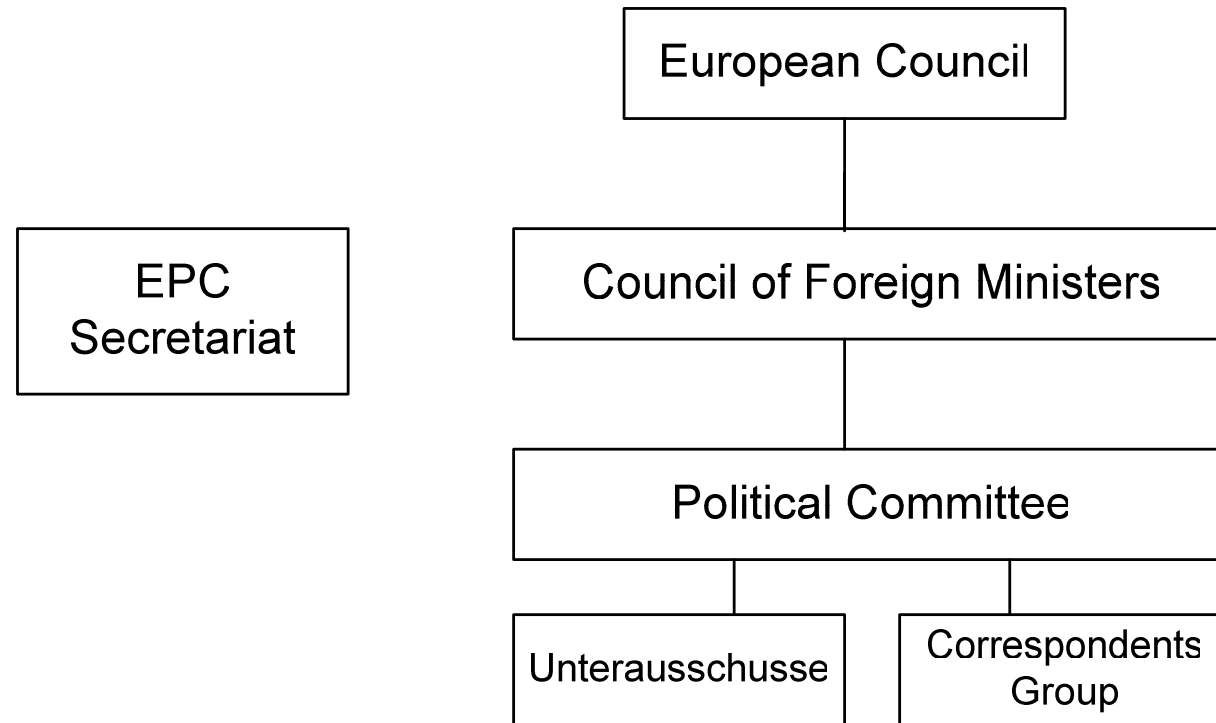 European Council
EPC
Secretariat
Council of Foreign Ministers
Political Committee
Unterausschusse
Correspondents
Group